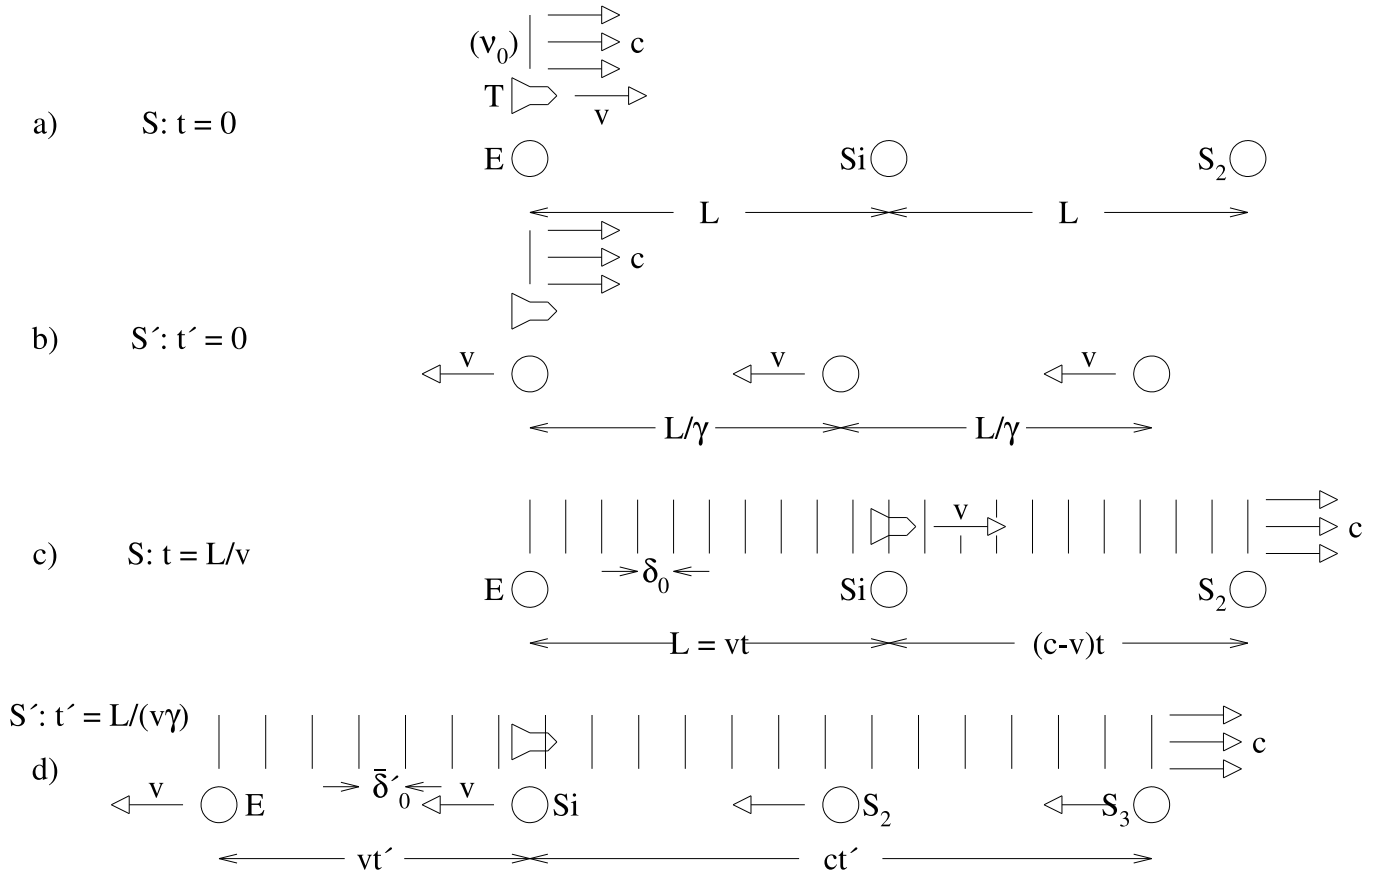 (ν₀) c
T v
a) S: t = 0
E Si S₂
L L
c
b) S´: t´ = 0
v v v
L/γ L/γ
v c
c) S: t = L/v
δ₀
E Si S₂
L = vt (c-v)t
S´: t´ = L/(vγ)
c
d)
v δ̄´₀ v
E Si S₂ S₃
vt´ ct´